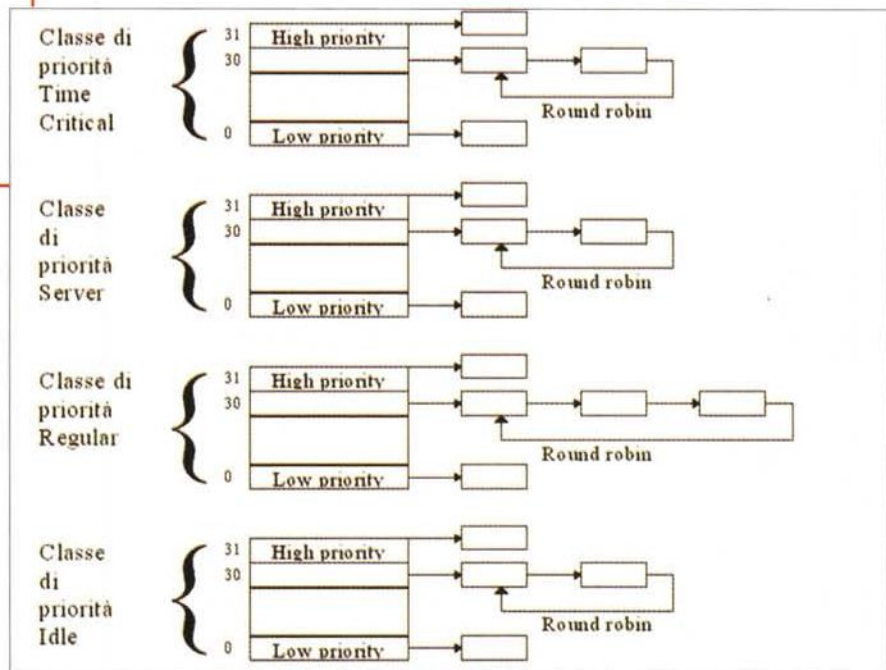 Classe di
priorità
Time
Critical
31
High priority
30
0
Low priority
Round robin
Classe
di
priorità
Server
31
High priority
30
0
Low priority
Round robin
Classe di
priorità
Regular
31
High priority
30
0
Low priority
Round robin
Classe
di
priorità
Idle
31
High priority
30
0
Low priority
Round robin